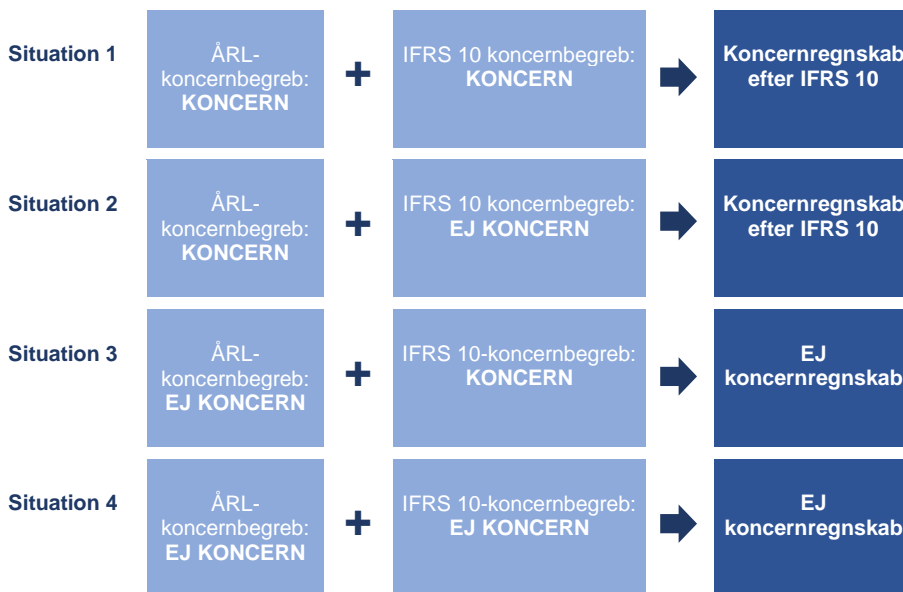 Situation 1
ÅRL-
koncernbegreb:
KONCERN
+
IFRS 10 koncernbegreb:
KONCERN
Koncernregnskab
efter IFRS 10
Situation 2
ÅRL-
koncernbegreb:
KONCERN
+
IFRS 10 koncernbegreb:
EJ KONCERN
Koncernregnskab
efter IFRS 10
Situation 3
ÅRL-
koncernbegreb:
EJ KONCERN
+
IFRS 10-koncernbegreb:
KONCERN
EJ
koncernregnskab
Situation 4
ÅRL-
koncernbegreb:
EJ KONCERN
+
IFRS 10-koncernbegreb:
EJ KONCERN
EJ
koncernregnskab